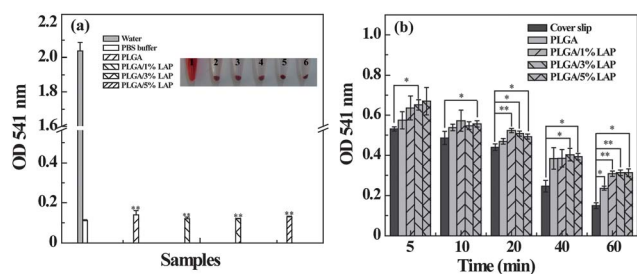 (a)
Water
PBS buffer
PLGA
PLGA/1% LAP
PLGA/3% LAP
PLGA/5% LAP
1 2 3 4 5 6
OD 541 nm
2.2
2.0
1.8
1.6
0.4
0.2
0.0
** ** ** **
Samples
(b)
Cover slip
PLGA
PLGA/1% LAP
PLGA/3% LAP
PLGA/5% LAP
OD 541 nm
1.0
0.8
0.6
0.4
0.2
0.0
*
*
*
*
**
*
*
*
**
**
*
5 10 20 40 60
Time (min)